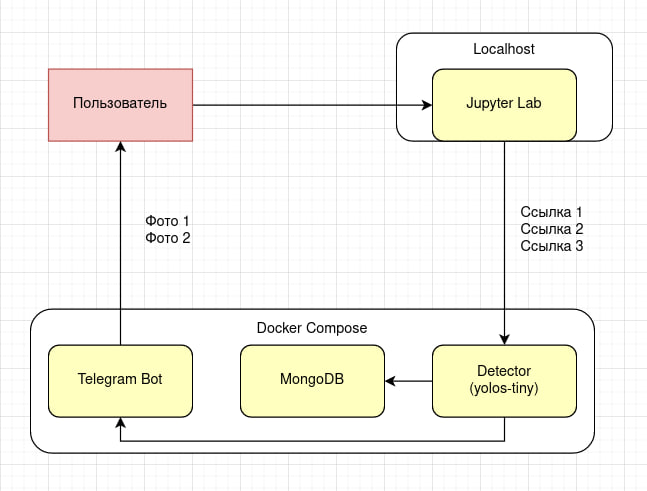 Localhost
Пользователь
Jupyter Lab
Фото 1
Фото 2
Ссылка 1
Ссылка 2
Ссылка 3
Docker Compose
Telegram Bot
MongoDB
Detector
(yolos-tiny)